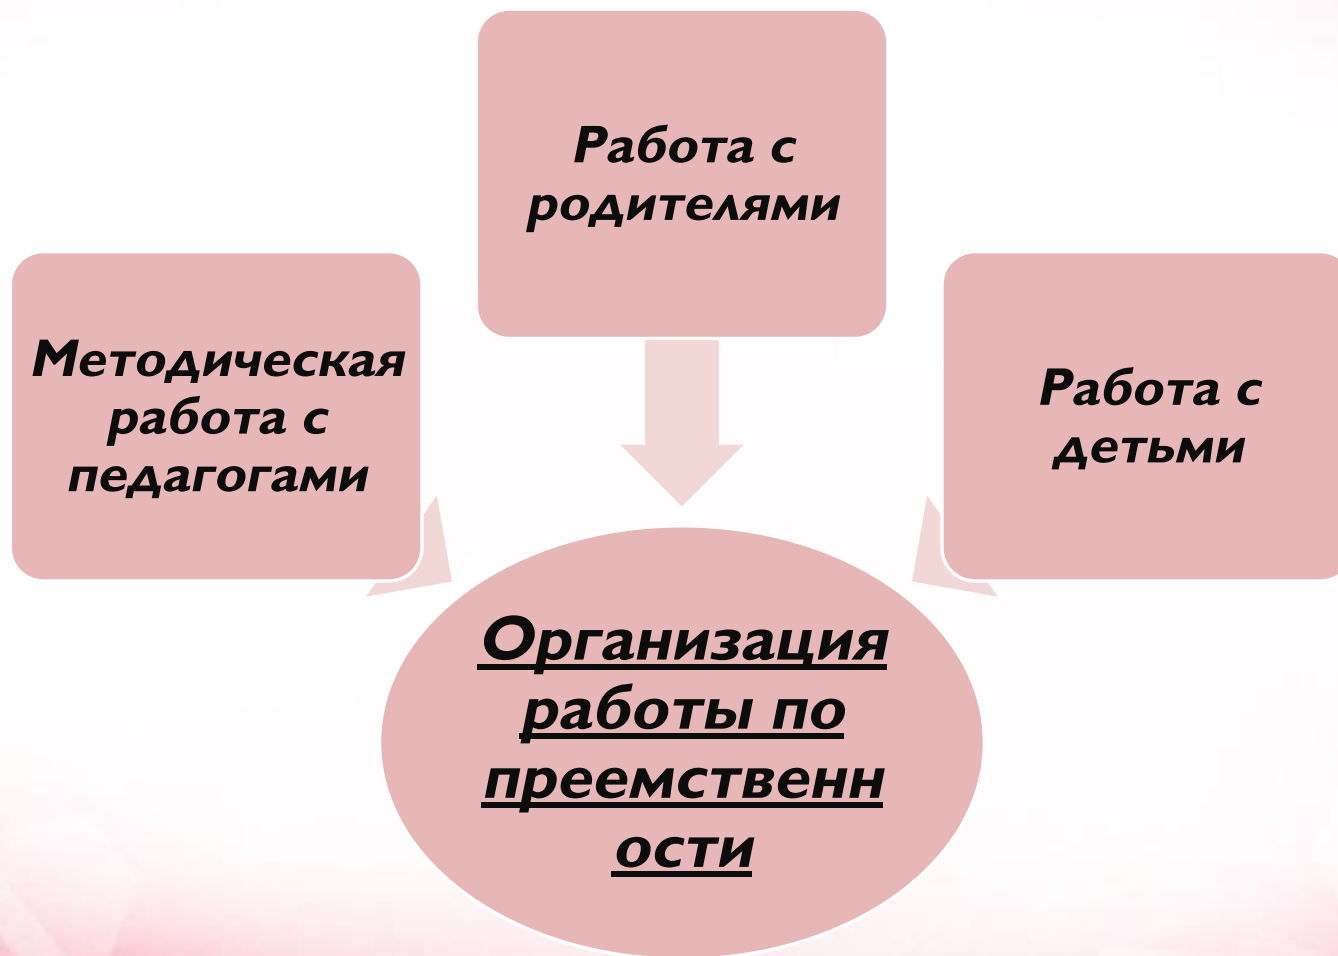 Работа с
родителями
Методическая
работа с
педагогами
Работа с
детьми
Организация
работы по
преемственн
ости